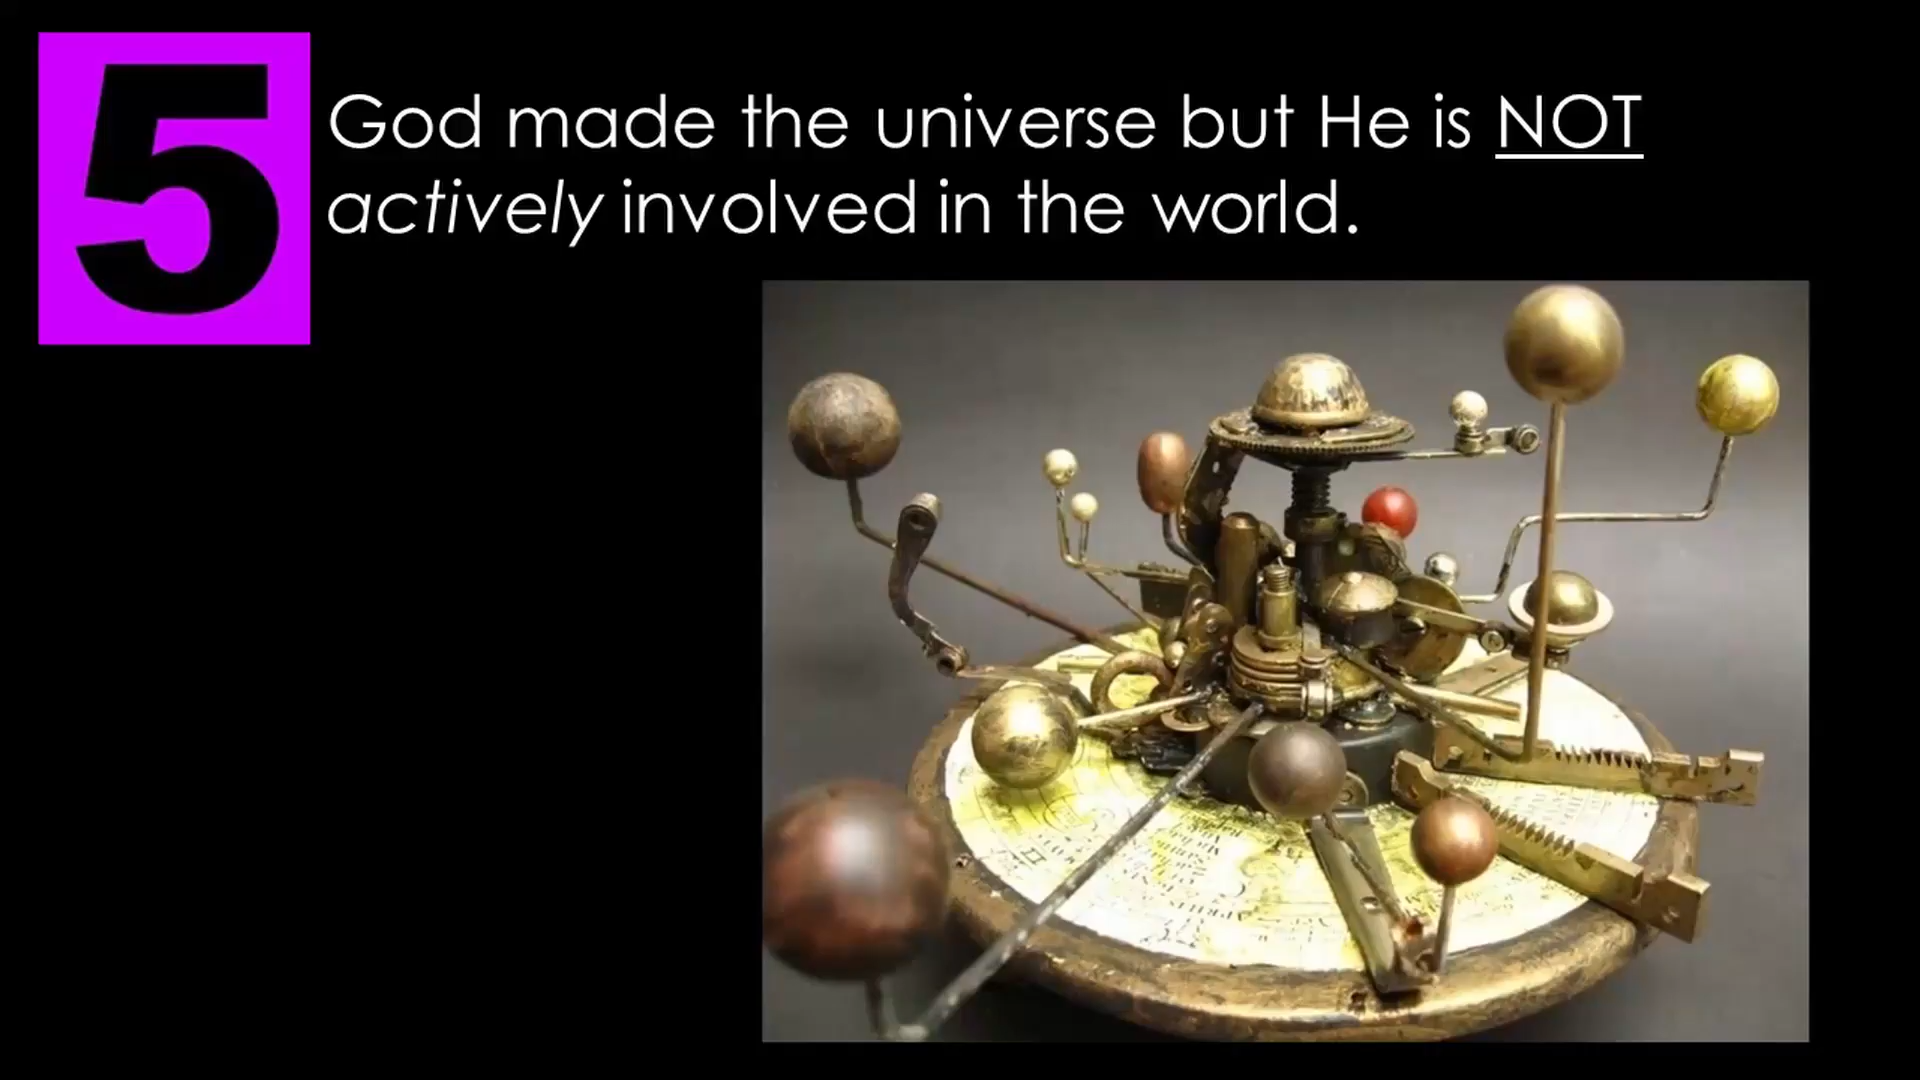 5
God made the universe but He is NOT
actively involved in the world.